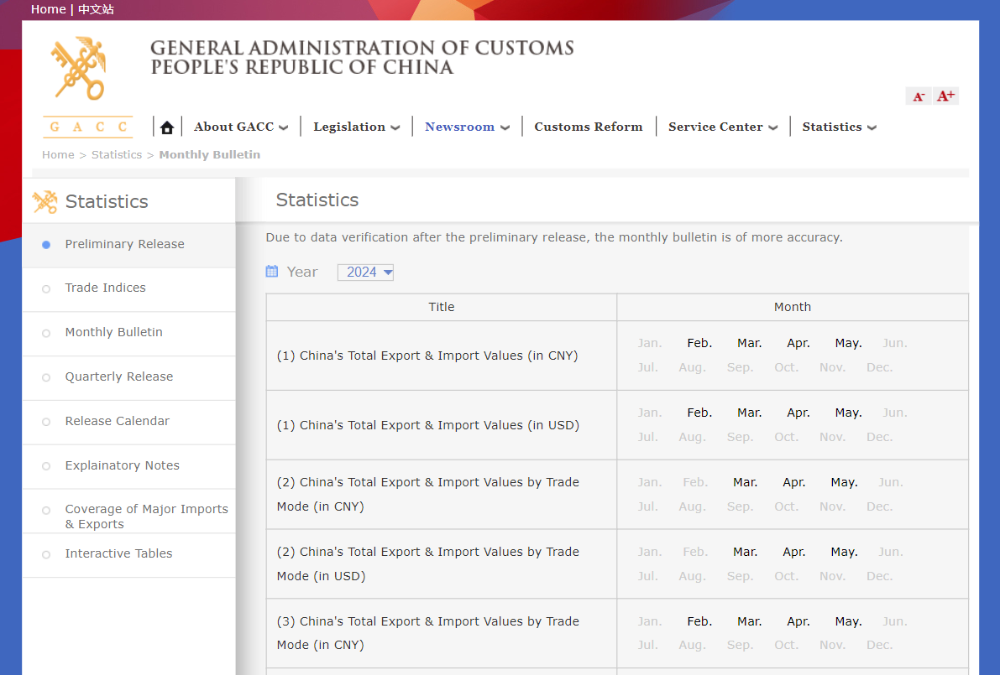 Home | 中文站
GENERAL ADMINISTRATION OF CUSTOMS
PEOPLE'S REPUBLIC OF CHINA
A- A+
GACC
About GACC Legislation Newsroom Customs Reform Service Center Statistics
Home > Statistics > Monthly Bulletin
Statistics
Preliminary Release
Trade Indices
Monthly Bulletin
Quarterly Release
Release Calendar
Explainatory Notes
Coverage of Major Imports
& Exports
Interactive Tables
Statistics
Due to data verification after the preliminary release, the monthly bulletin is of more accuracy.
Year 2024
Title Month
(1) China's Total Export & Import Values (in CNY)
Jan. Feb. Mar. Apr. May. Jun.
Jul. Aug. Sep. Oct. Nov. Dec.
(1) China's Total Export & Import Values (in USD)
Jan. Feb. Mar. Apr. May. Jun.
Jul. Aug. Sep. Oct. Nov. Dec.
(2) China's Total Export & Import Values by Trade
Mode (in CNY)
Jan. Feb. Mar. Apr. May. Jun.
Jul. Aug. Sep. Oct. Nov. Dec.
(2) China's Total Export & Import Values by Trade
Mode (in USD)
Jan. Feb. Mar. Apr. May. Jun.
Jul. Aug. Sep. Oct. Nov. Dec.
(3) China's Total Export & Import Values by Trade
Mode (in CNY)
Jan. Feb. Mar. Apr. May. Jun.
Jul. Aug. Sep. Oct. Nov. Dec.